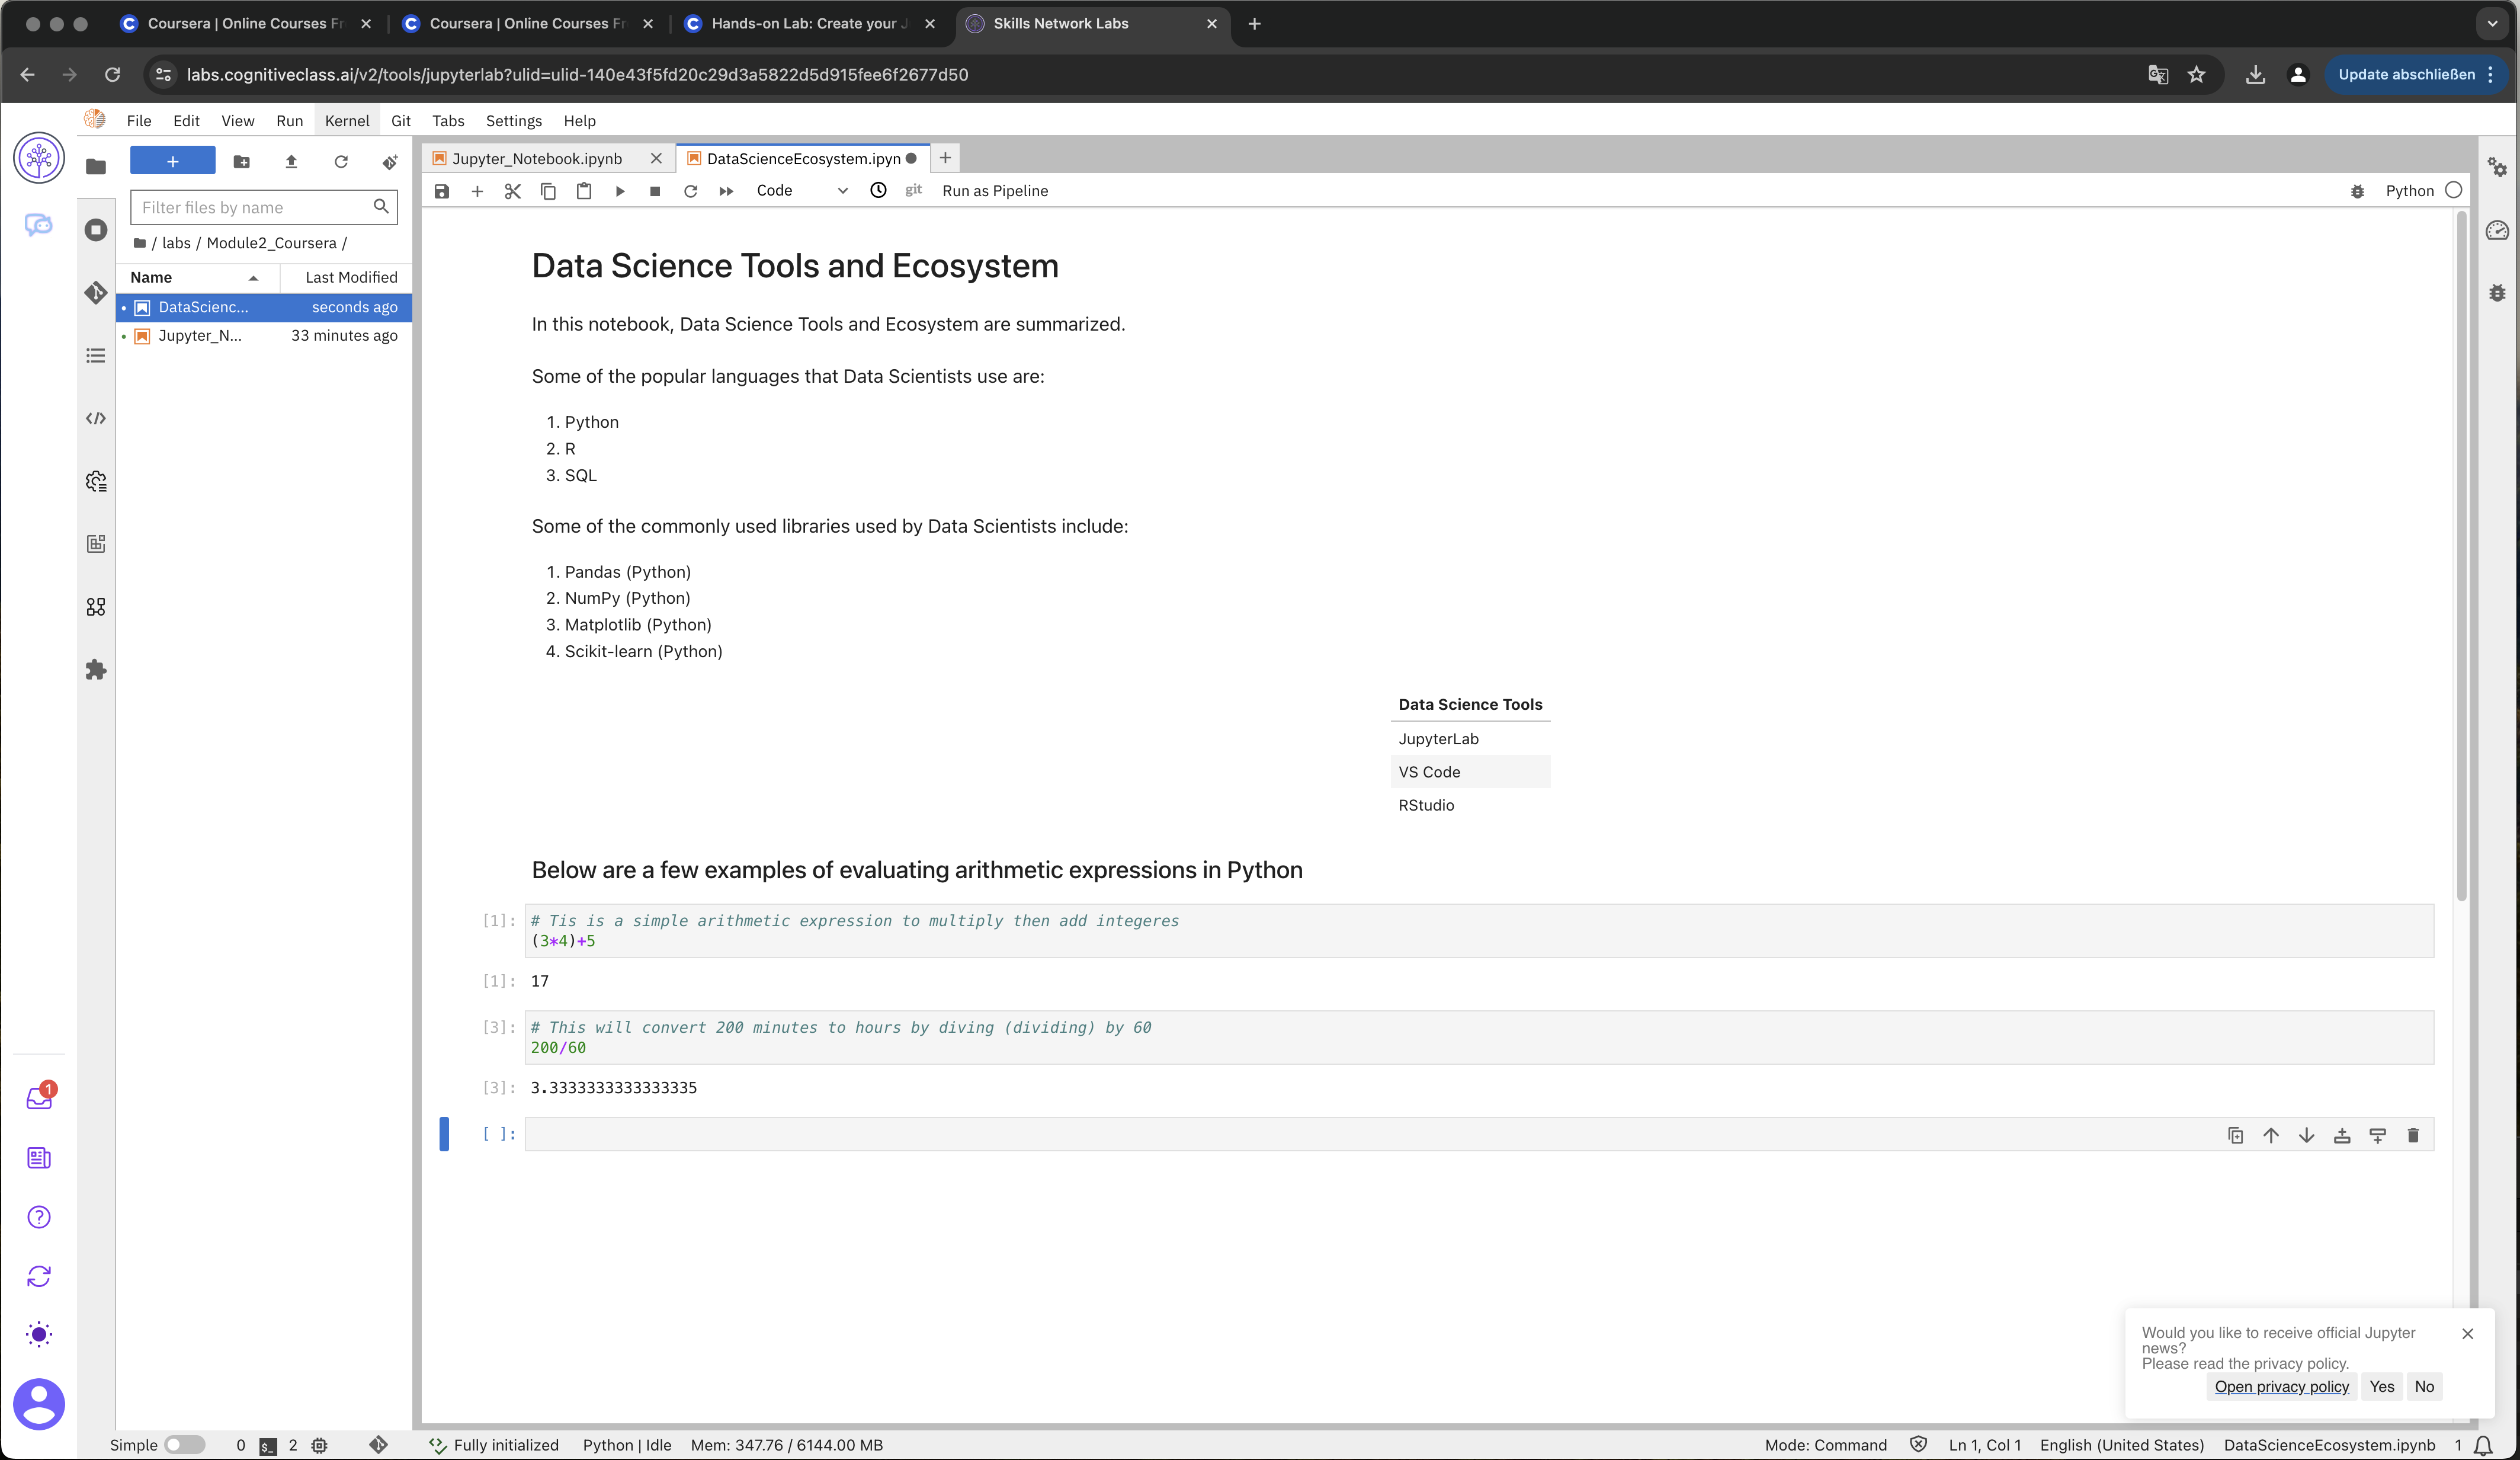 Coursera | Online Courses Fr
Coursera | Online Courses Fr
Hands-on Lab: Create your J
Skills Network Labs
labs.cognitiveclass.ai/v2/tools/jupyterlab?ulid=ulid-140e43f5fd20c29d3a5822d5d915fee6f2677d50
Update abschließen
File Edit View Run Kernel Git Tabs Settings Help
Filter files by name
/ labs / Module2_Coursera /
Name Last Modified
DataScienc... seconds ago
Jupyter_N... 33 minutes ago
Jupyter_Notebook.ipynb
DataScienceEcosystem.ipyn
Code git Run as Pipeline Python
Data Science Tools and Ecosystem
In this notebook, Data Science Tools and Ecosystem are summarized.
Some of the popular languages that Data Scientists use are:
1. Python
2. R
3. SQL
Some of the commonly used libraries used by Data Scientists include:
1. Pandas (Python)
2. NumPy (Python)
3. Matplotlib (Python)
4. Scikit-learn (Python)
Data Science Tools
JupyterLab
VS Code
RStudio
Below are a few examples of evaluating arithmetic expressions in Python
[1]: # Tis is a simple arithmetic expression to multiply then add integeres
(3*4)+5
[1]: 17
[3]: # This will convert 200 minutes to hours by diving (dividing) by 60
200/60
[3]: 3.3333333333333335
[ ]:
1
Would you like to receive official Jupyter
news?
Please read the privacy policy.
Open privacy policy Yes No
Simple 0 $_ 2 Fully initialized Python | Idle Mem: 347.76 / 6144.00 MB Mode: Command Ln 1, Col 1 English (United States) DataScienceEcosystem.ipynb 1